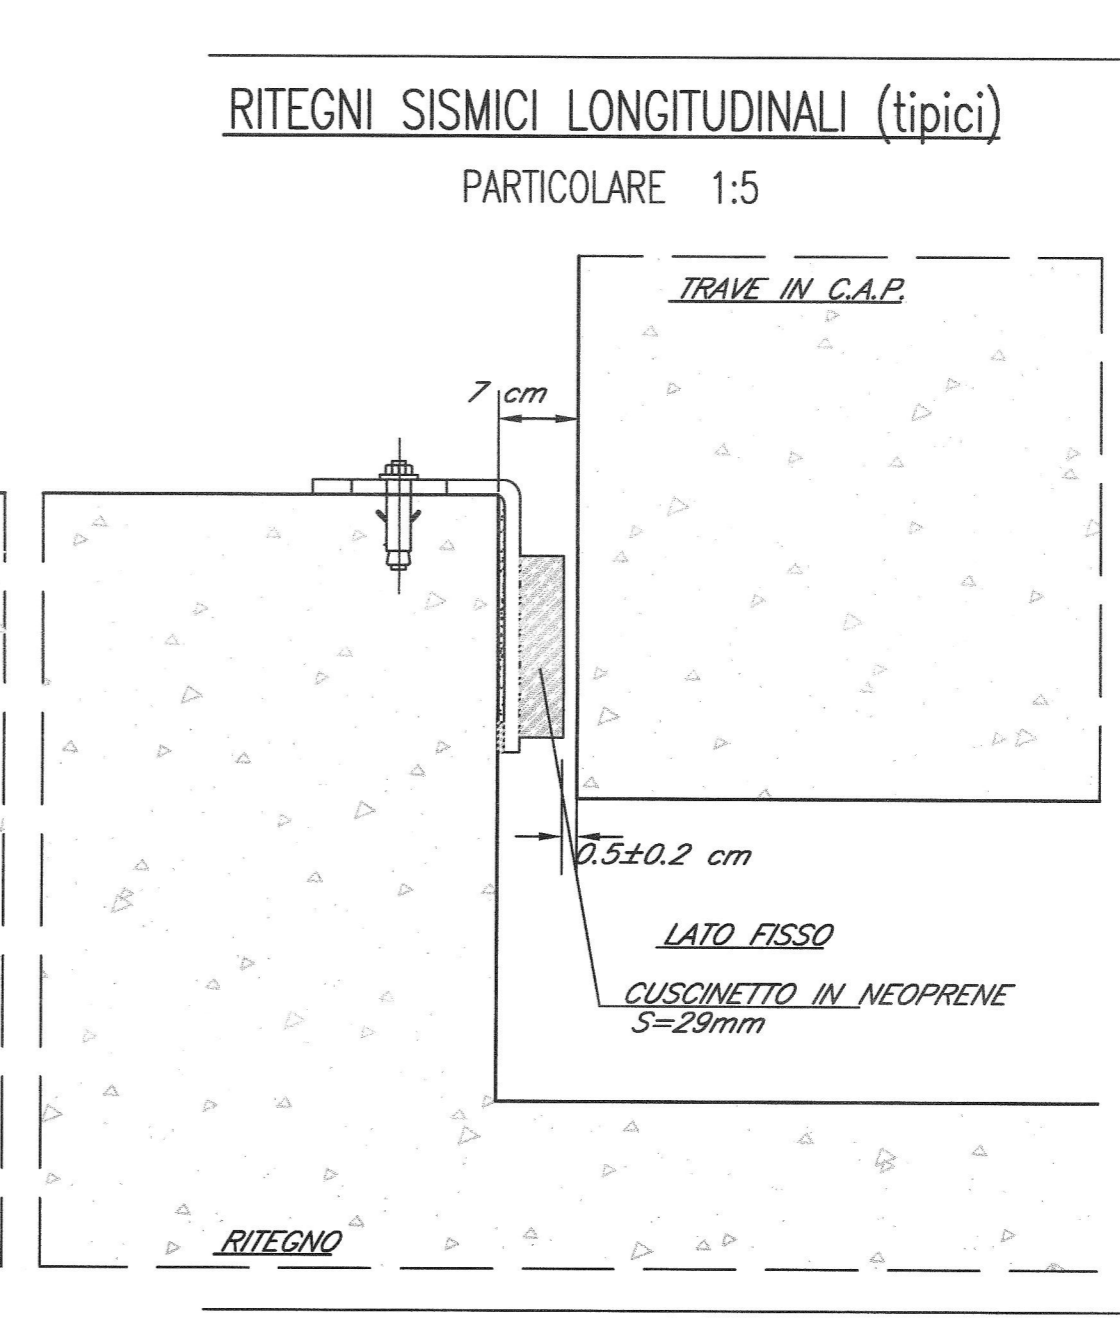 RITEGNI SISMICI LONGITUDINALI (tipici)
PARTICOLARE 1:5
TRAVE IN C.A.P.
7 cm
0.5±0.2 cm
LATO FISSO
CUSCINETTO IN NEOPRENE
S=29mm
RITEGNO